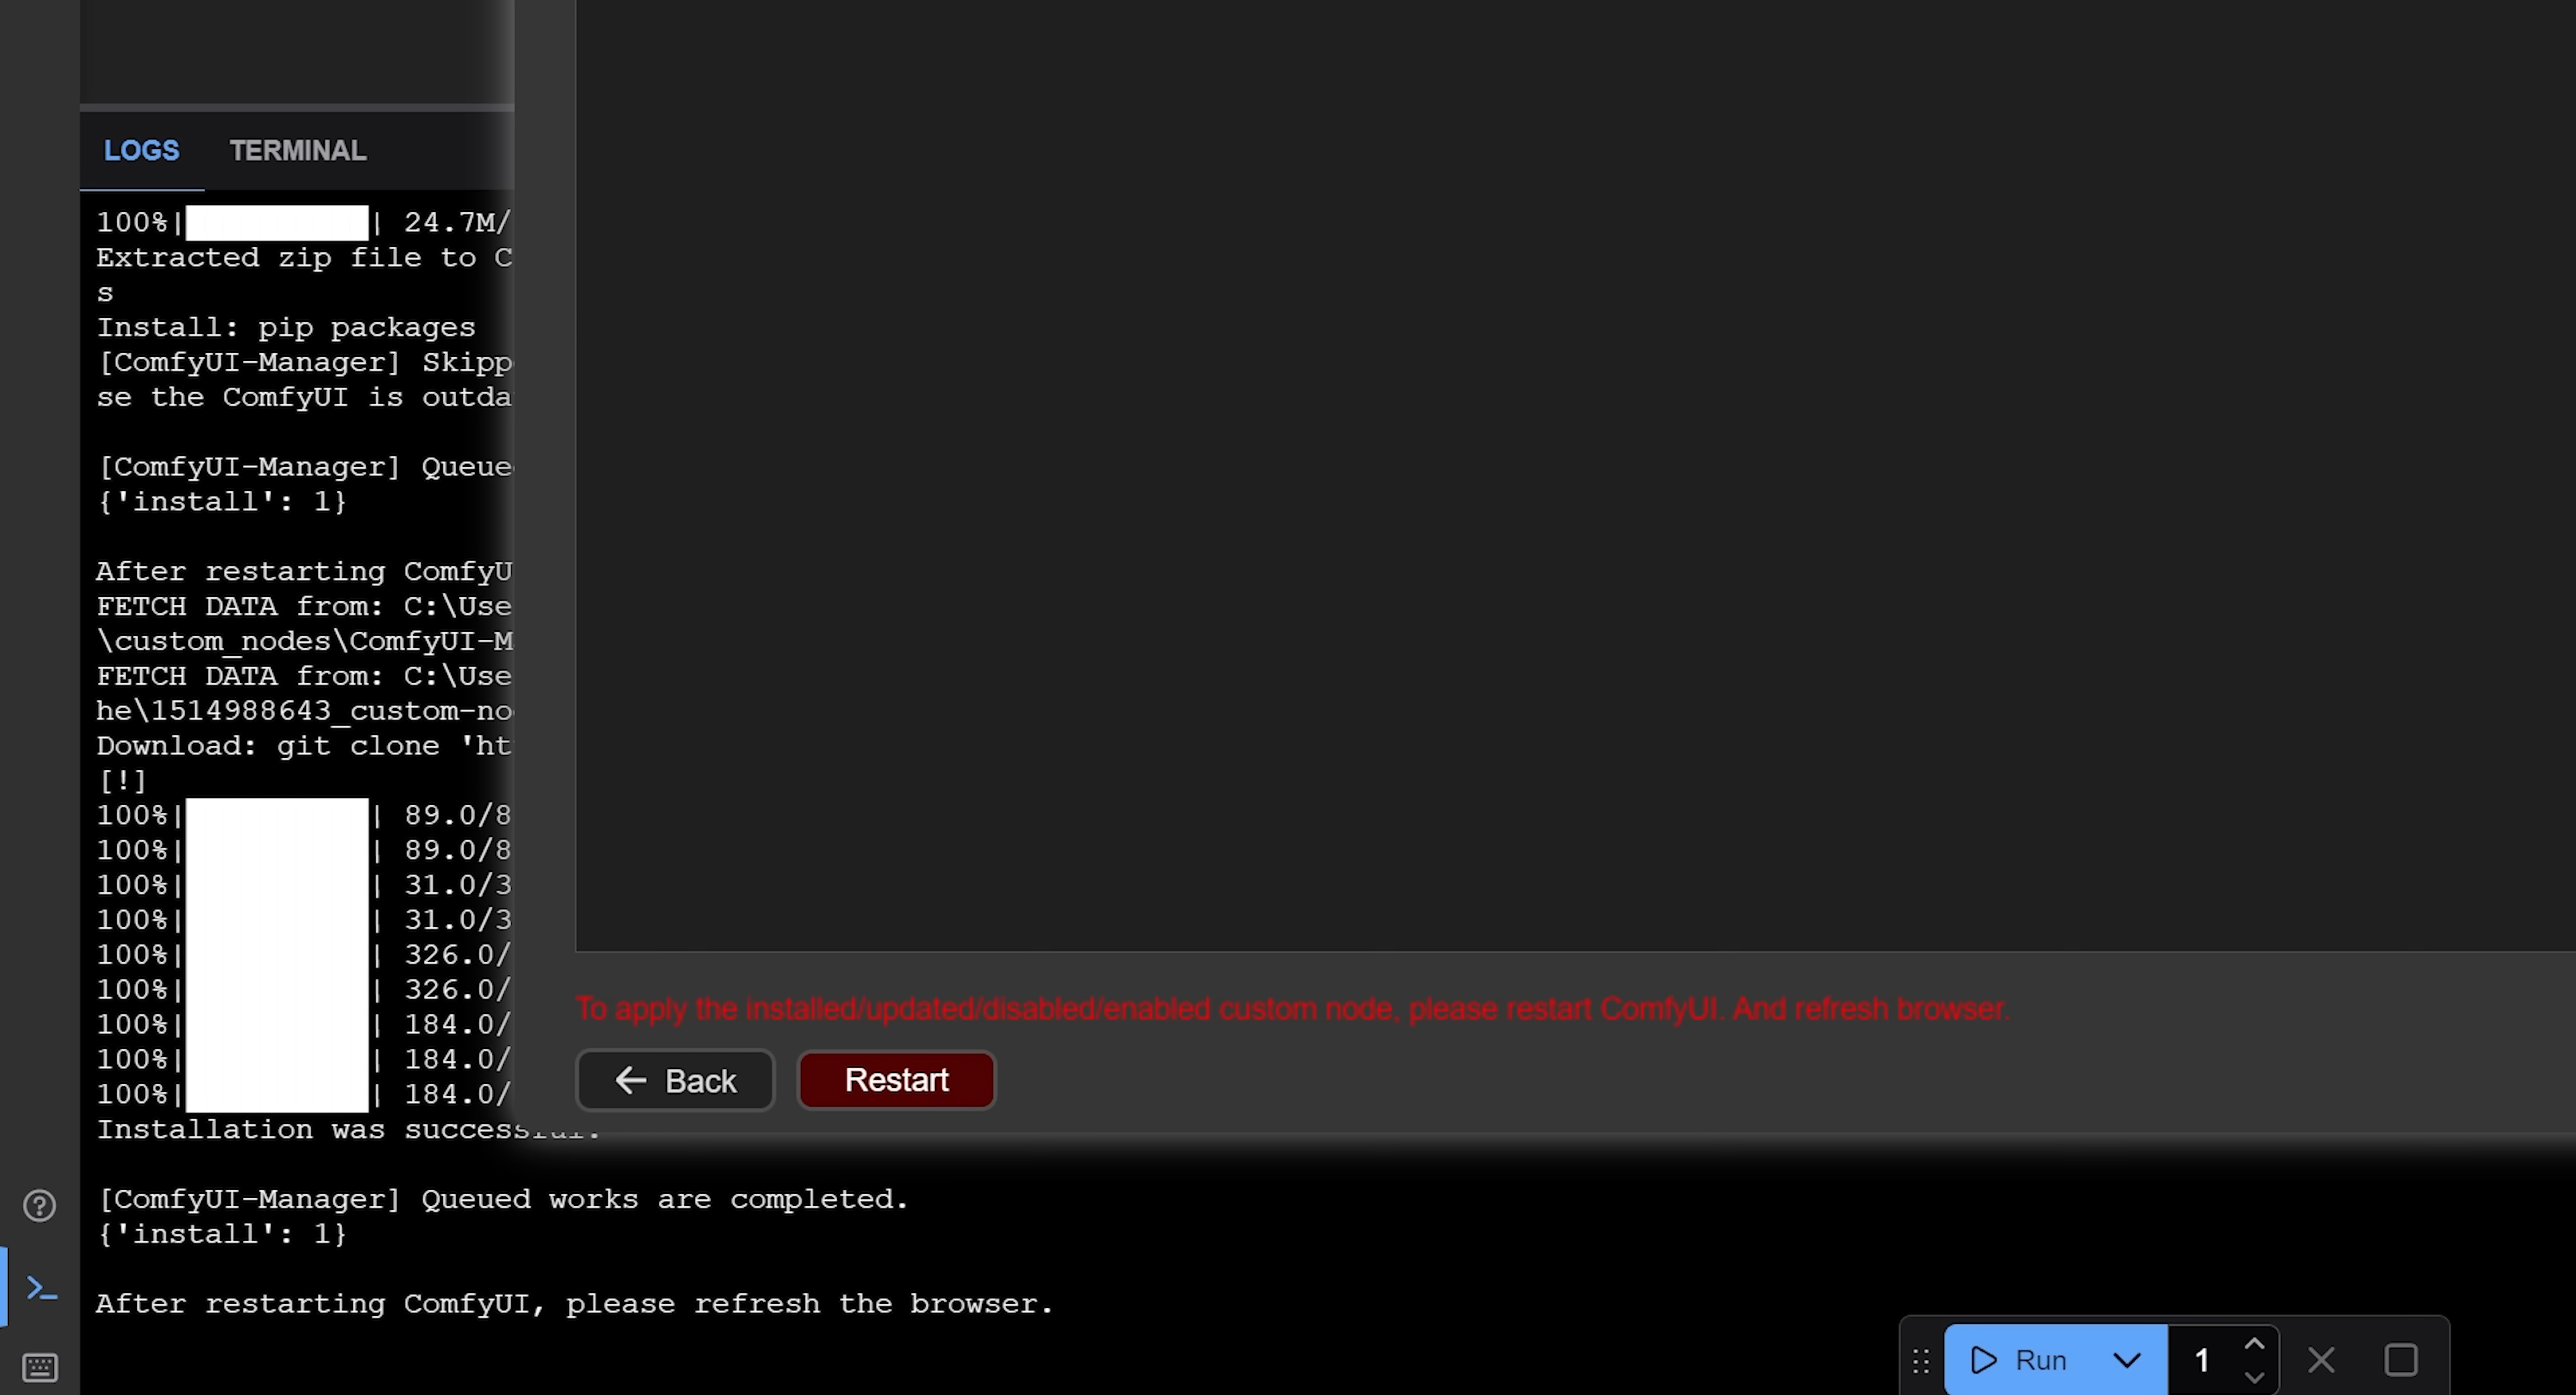 LOGS TERMINAL
100%| | 24.7M/
Extracted zip file to C
s
Install: pip packages
[ComfyUI-Manager] Skipp
se the ComfyUI is outda
[ComfyUI-Manager] Queue
{'install': 1}
After restarting ComfyU
FETCH DATA from: C:\Use
\custom_nodes\ComfyUI-M
FETCH DATA from: C:\Use
he\1514988643_custom-no
Download: git clone 'ht
[!]
100%| | 89.0/8
100%| | 89.0/8
100%| | 31.0/3
100%| | 31.0/3
100%| | 326.0/
100%| | 326.0/
100%| | 184.0/
100%| | 184.0/
100%| | 184.0/
Installation was successful.
[ComfyUI-Manager] Queued works are completed.
{'install': 1}
After restarting ComfyUI, please refresh the browser.
To apply the installed/updated/disabled/enabled custom node, please restart ComfyUI. And refresh browser.
Back Restart
Run 1